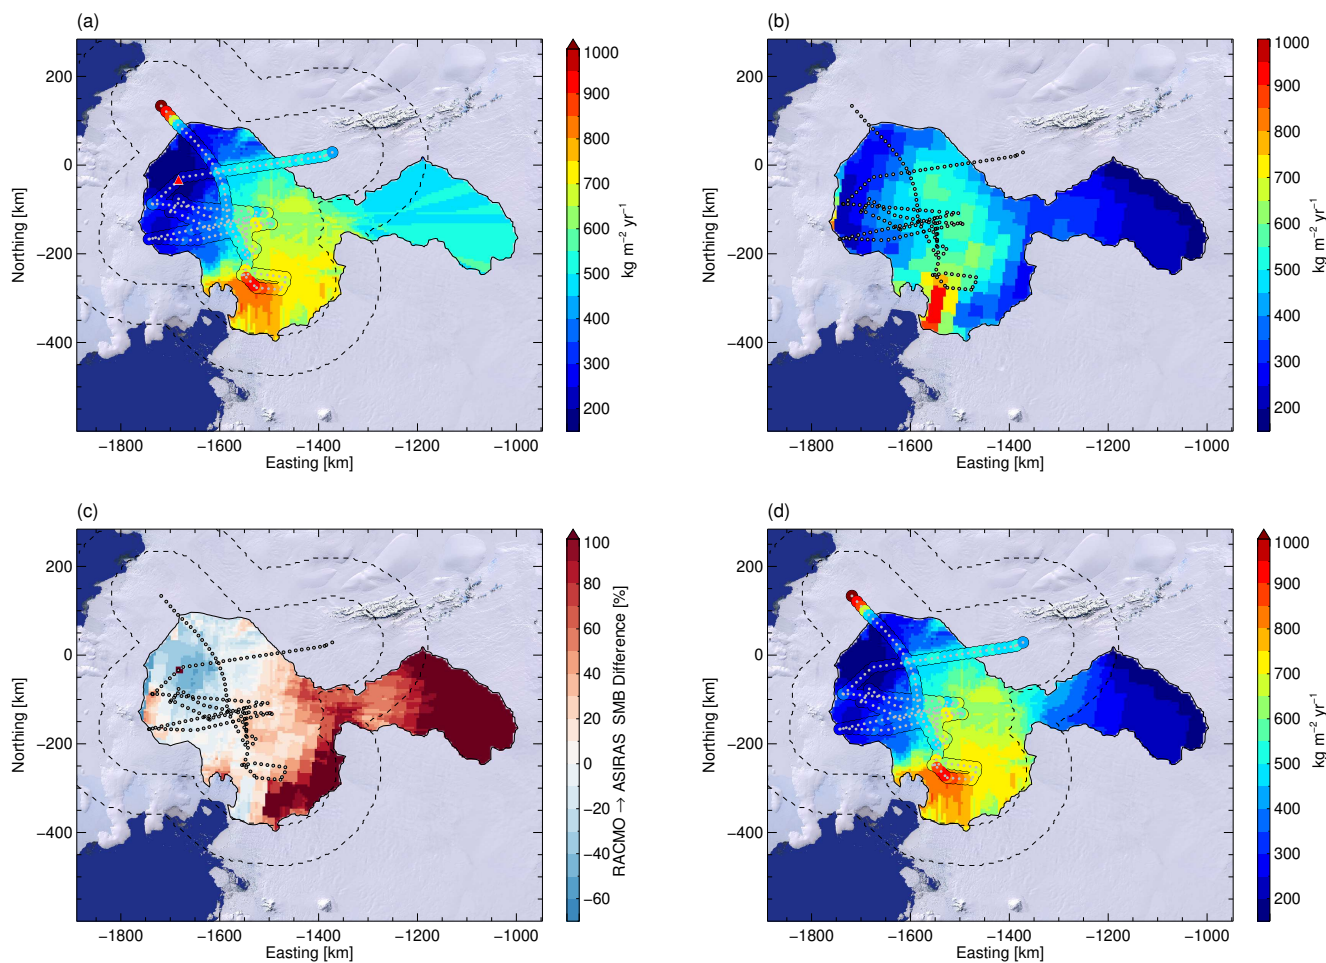 (a)
200
0
−200
−400
Northing [km]
−1800 −1600 −1400 −1200 −1000
Easting [km]
1000
900
800
700
600
500
400
300
200
kg m⁻² yr⁻¹
(b)
200
0
−200
−400
Northing [km]
−1800 −1600 −1400 −1200 −1000
Easting [km]
1000
900
800
700
600
500
400
300
200
kg m⁻² yr⁻¹
(c)
200
0
−200
−400
Northing [km]
−1800 −1600 −1400 −1200 −1000
Easting [km]
100
80
60
40
20
0
−20
−40
−60
RACMO → ASIRAS SMB Difference [%]
(d)
200
0
−200
−400
Northing [km]
−1800 −1600 −1400 −1200 −1000
Easting [km]
1000
900
800
700
600
500
400
300
200
kg m⁻² yr⁻¹